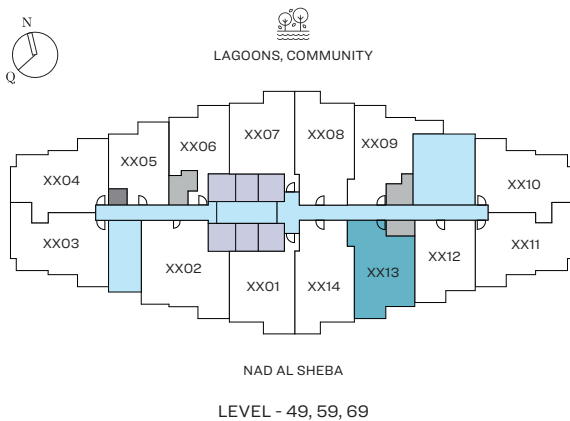 N
Q
LAGOONS, COMMUNITY
XX07
XX08
XX06
XX09
XX05
XX04
XX10
XX03
XX02
XX01
XX14
XX13
XX12
XX11
NAD AL SHEBA
LEVEL - 49, 59, 69